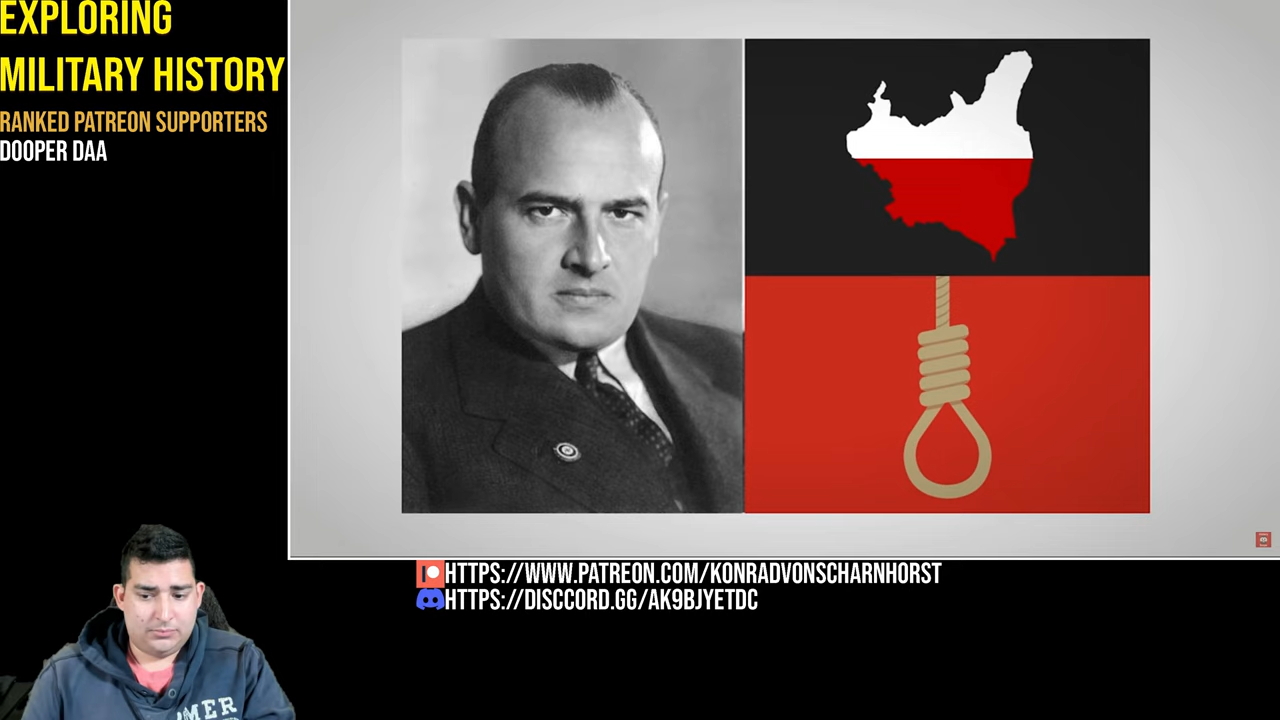 EXPLORING
MILITARY HISTORY
RANKED PATREON SUPPORTERS
DOOPER DAA
HTTPS://WWW.PATREON.COM/KONRADVONSCHARNHORST
HTTPS://DISCCORD.GG/AK9BJYETDC